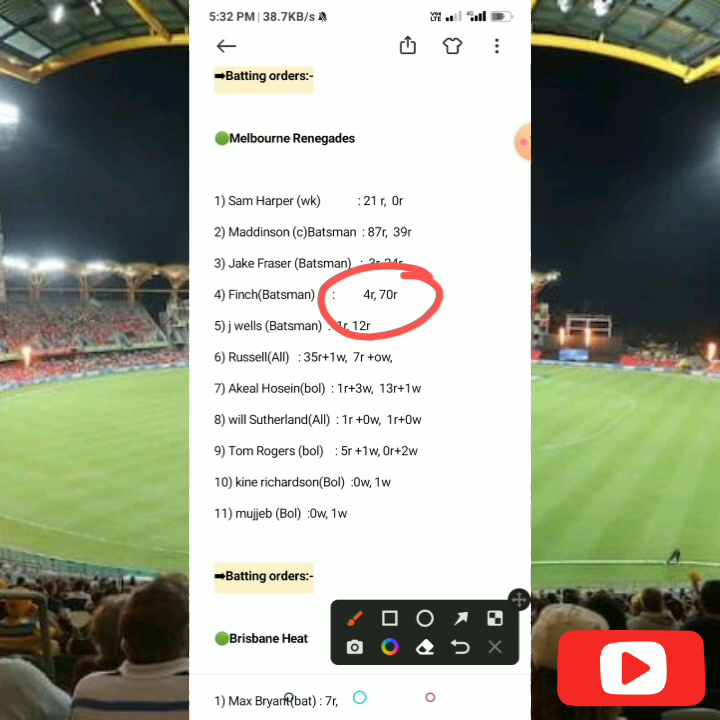 5:32 PM | 38.7KB/s
Vo LTE 4G
➡Batting orders:-
Melbourne Renegades
1) Sam Harper (wk) : 21 r, 0r
2) Maddinson (c)Batsman : 87r, 39r
3) Jake Fraser (Batsman) : 3r 24r
4) Finch(Batsman) : 4r, 70r
5) j wells (Batsman) : 1r, 12r
6) Russell(All) : 35r+1w, 7r +ow,
7) Akeal Hosein(bol) : 1r+3w, 13r+1w
8) will Sutherland(All) : 1r +0w, 1r+0w
9) Tom Rogers (bol) : 5r +1w, 0r+2w
10) kine richardson(Bol) :0w, 1w
11) mujjeb (Bol) :0w, 1w
➡Batting orders:-
Brisbane Heat
1) Max Bryant(bat) : 7r,